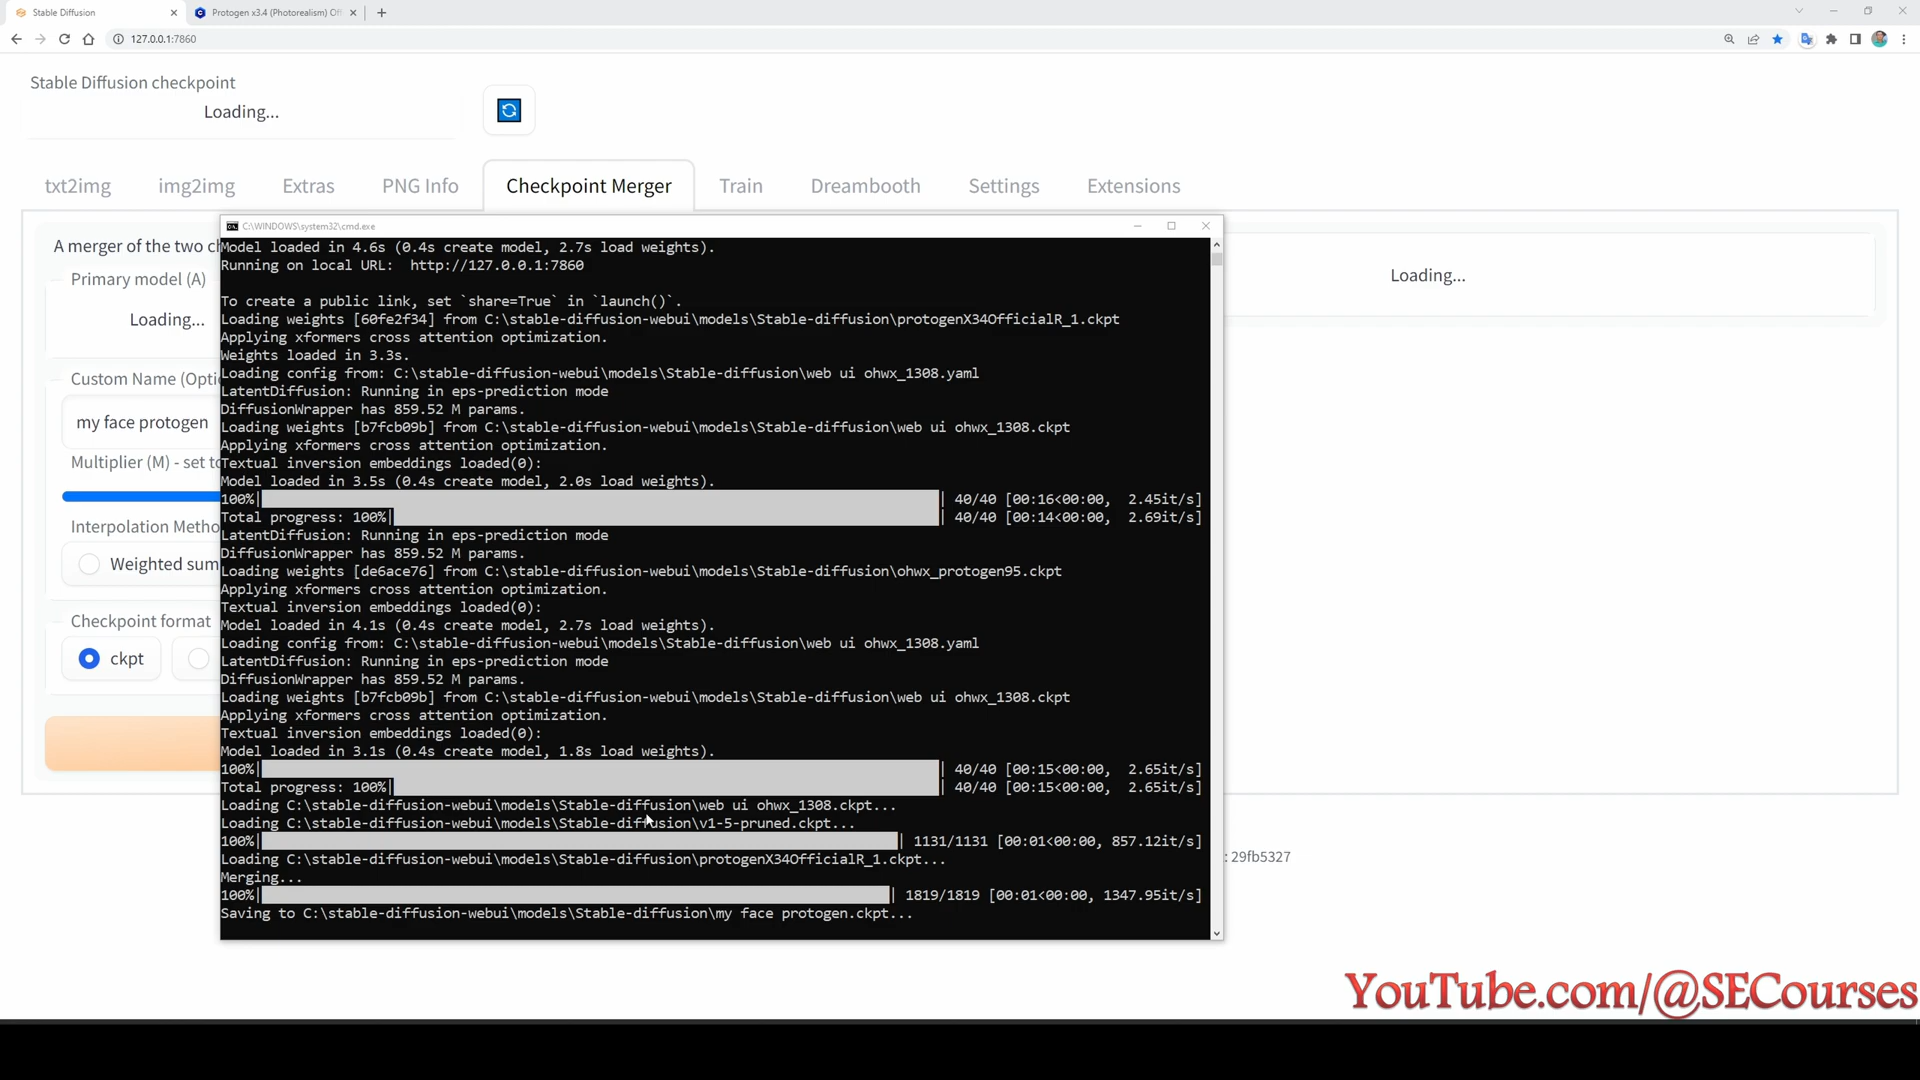 Stable Diffusion
Protogen x3.4 (Photorealism) Off
127.0.0.1:7860
Stable Diffusion checkpoint
Loading...
txt2img
img2img
Extras
PNG Info
Checkpoint Merger
Train
Dreambooth
Settings
Extensions
A merger of the two ch
Primary model (A)
Loading...
Custom Name (Optio
my face protogen
Multiplier (M) - set to
Interpolation Metho
Weighted sum
Checkpoint format
ckpt
C:\WINDOWS\system32\cmd.exe
Model loaded in 4.6s (0.4s create model, 2.7s load weights).
Running on local URL:  http://127.0.0.1:7860
To create a public link, set `share=True` in `launch()`.
Loading weights [60fe2f34] from C:\stable-diffusion-webui\models\Stable-diffusion\protogenX34OfficialR_1.ckpt
Applying xformers cross attention optimization.
Weights loaded in 3.3s.
Loading config from: C:\stable-diffusion-webui\models\Stable-diffusion\web ui ohwx_1308.yaml
LatentDiffusion: Running in eps-prediction mode
DiffusionWrapper has 859.52 M params.
Loading weights [b7fcb09b] from C:\stable-diffusion-webui\models\Stable-diffusion\web ui ohwx_1308.ckpt
Applying xformers cross attention optimization.
Textual inversion embeddings loaded(0):
Model loaded in 3.5s (0.4s create model, 2.0s load weights).
100%| | 40/40 [00:16<00:00,  2.45it/s]
Total progress: 100%| | 40/40 [00:14<00:00,  2.69it/s]
LatentDiffusion: Running in eps-prediction mode
DiffusionWrapper has 859.52 M params.
Loading weights [de6ace76] from C:\stable-diffusion-webui\models\Stable-diffusion\ohwx_protogen95.ckpt
Applying xformers cross attention optimization.
Textual inversion embeddings loaded(0):
Model loaded in 4.1s (0.4s create model, 2.7s load weights).
Loading config from: C:\stable-diffusion-webui\models\Stable-diffusion\web ui ohwx_1308.yaml
LatentDiffusion: Running in eps-prediction mode
DiffusionWrapper has 859.52 M params.
Loading weights [b7fcb09b] from C:\stable-diffusion-webui\models\Stable-diffusion\web ui ohwx_1308.ckpt
Applying xformers cross attention optimization.
Textual inversion embeddings loaded(0):
Model loaded in 3.1s (0.4s create model, 1.8s load weights).
100%| | 40/40 [00:15<00:00,  2.65it/s]
Total progress: 100%| | 40/40 [00:15<00:00,  2.65it/s]
Loading C:\stable-diffusion-webui\models\Stable-diffusion\web ui ohwx_1308.ckpt...
Loading C:\stable-diffusion-webui\models\Stable-diffusion\v1-5-pruned.ckpt...
100%| | 1131/1131 [00:01<00:00, 857.12it/s]
Loading C:\stable-diffusion-webui\models\Stable-diffusion\protogenX34OfficialR_1.ckpt...
Merging...
100%| | 1819/1819 [00:01<00:00, 1347.95it/s]
Saving to C:\stable-diffusion-webui\models\Stable-diffusion\my face protogen.ckpt...
Loading...
: 29fb5327
YouTube.com/@SECourses